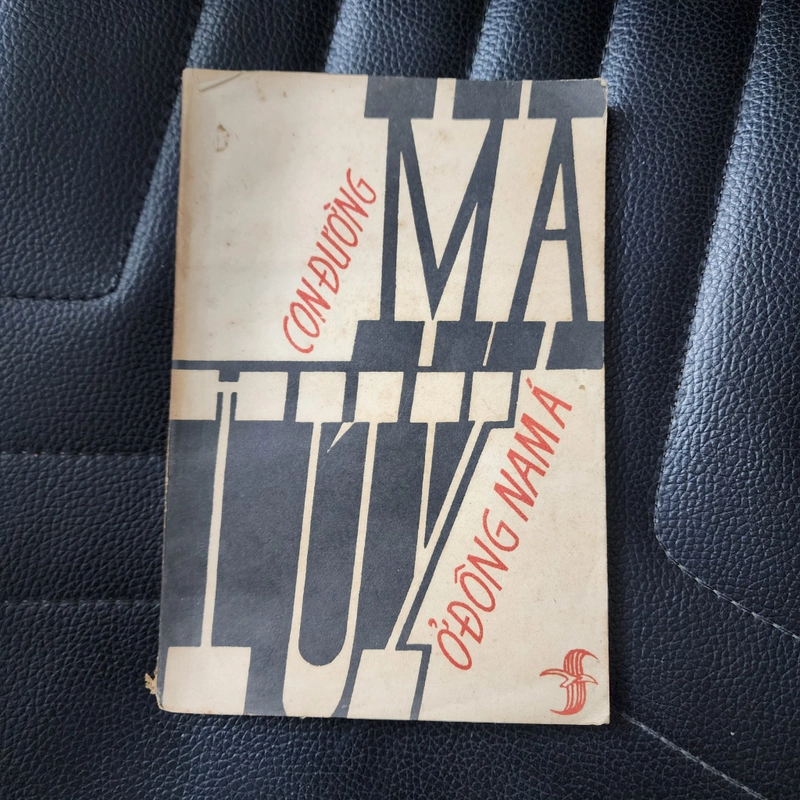 CON ĐƯỜNG
MA
TÚY
Ở ĐÔNG NAM Á